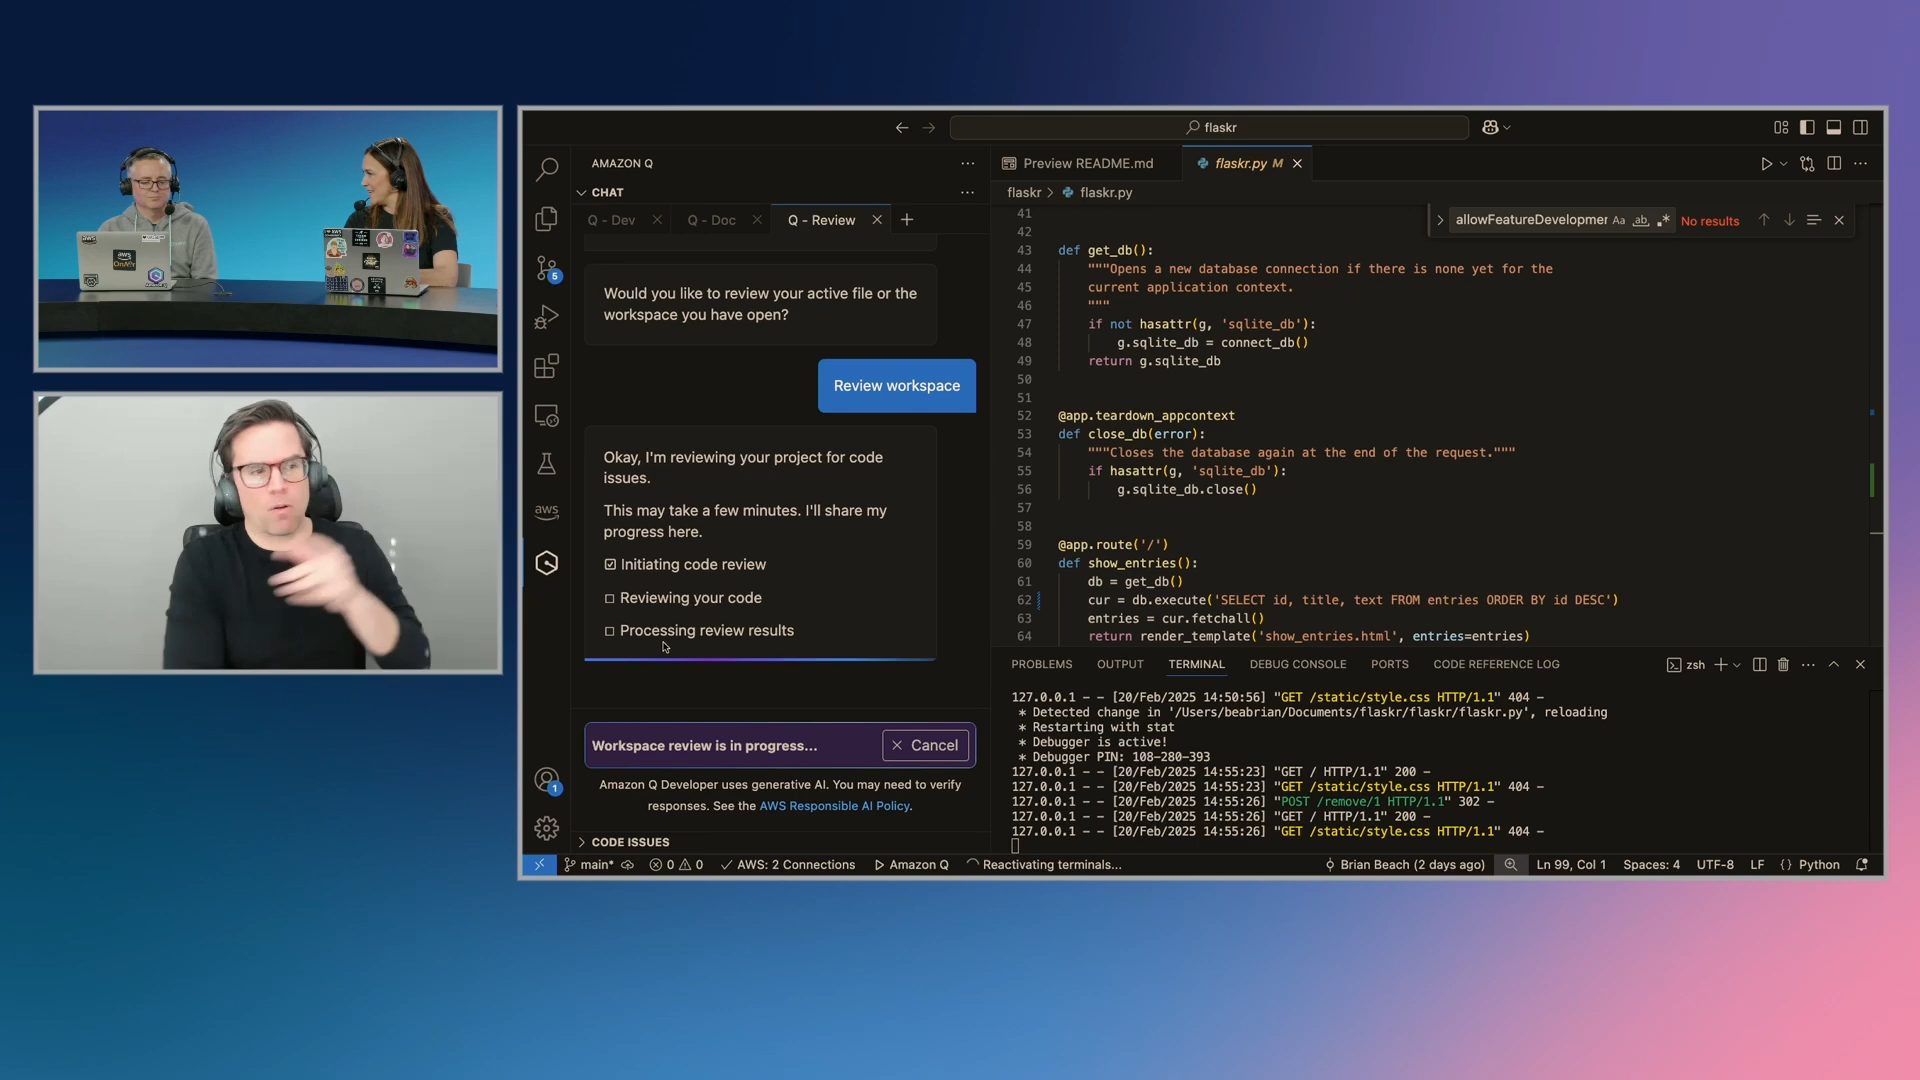 aws
aws
OnAir
flaskr
AMAZON Q
CHAT
Q - Dev
Q - Doc
Q - Review
Would you like to review your active file or the
workspace you have open?
Review workspace
Okay, I'm reviewing your project for code
issues.
This may take a few minutes. I'll share my
progress here.
Initiating code review
Reviewing your code
Processing review results
Workspace review is in progress...
Cancel
Amazon Q Developer uses generative AI. You may need to verify
responses. See the AWS Responsible AI Policy.
CODE ISSUES
5
aws
1
Preview README.md
flaskr.py M
flaskr > flaskr.py
allowFeatureDevelopmer Aa ab .* No results
41
42
43 def get_db():
44 """Opens a new database connection if there is none yet for the
45 current application context.
46 """
47 if not hasattr(g, 'sqlite_db'):
48 g.sqlite_db = connect_db()
49 return g.sqlite_db
50
51
52 @app.teardown_appcontext
53 def close_db(error):
54 """Closes the database again at the end of the request."""
55 if hasattr(g, 'sqlite_db'):
56 g.sqlite_db.close()
57
58
59 @app.route('/')
60 def show_entries():
61 db = get_db()
62 cur = db.execute('SELECT id, title, text FROM entries ORDER BY id DESC')
63 entries = cur.fetchall()
64 return render_template('show_entries.html', entries=entries)
PROBLEMS OUTPUT TERMINAL DEBUG CONSOLE PORTS CODE REFERENCE LOG
zsh
127.0.0.1 - - [20/Feb/2025 14:50:56] "GET /static/style.css HTTP/1.1" 404 -
* Detected change in '/Users/beabrian/Documents/flaskr/flaskr.py', reloading
* Restarting with stat
* Debugger is active!
* Debugger PIN: 108-280-393
127.0.0.1 - - [20/Feb/2025 14:55:23] "GET / HTTP/1.1" 200 -
127.0.0.1 - - [20/Feb/2025 14:55:23] "GET /static/style.css HTTP/1.1" 404 -
127.0.0.1 - - [20/Feb/2025 14:55:26] "POST /remove/1 HTTP/1.1" 302 -
127.0.0.1 - - [20/Feb/2025 14:55:26] "GET / HTTP/1.1" 200 -
127.0.0.1 - - [20/Feb/2025 14:55:26] "GET /static/style.css HTTP/1.1" 404 -
main* 0 0 AWS: 2 Connections Amazon Q Reactivating terminals... Brian Beach (2 days ago) Ln 99, Col 1 Spaces: 4 UTF-8 LF {} Python